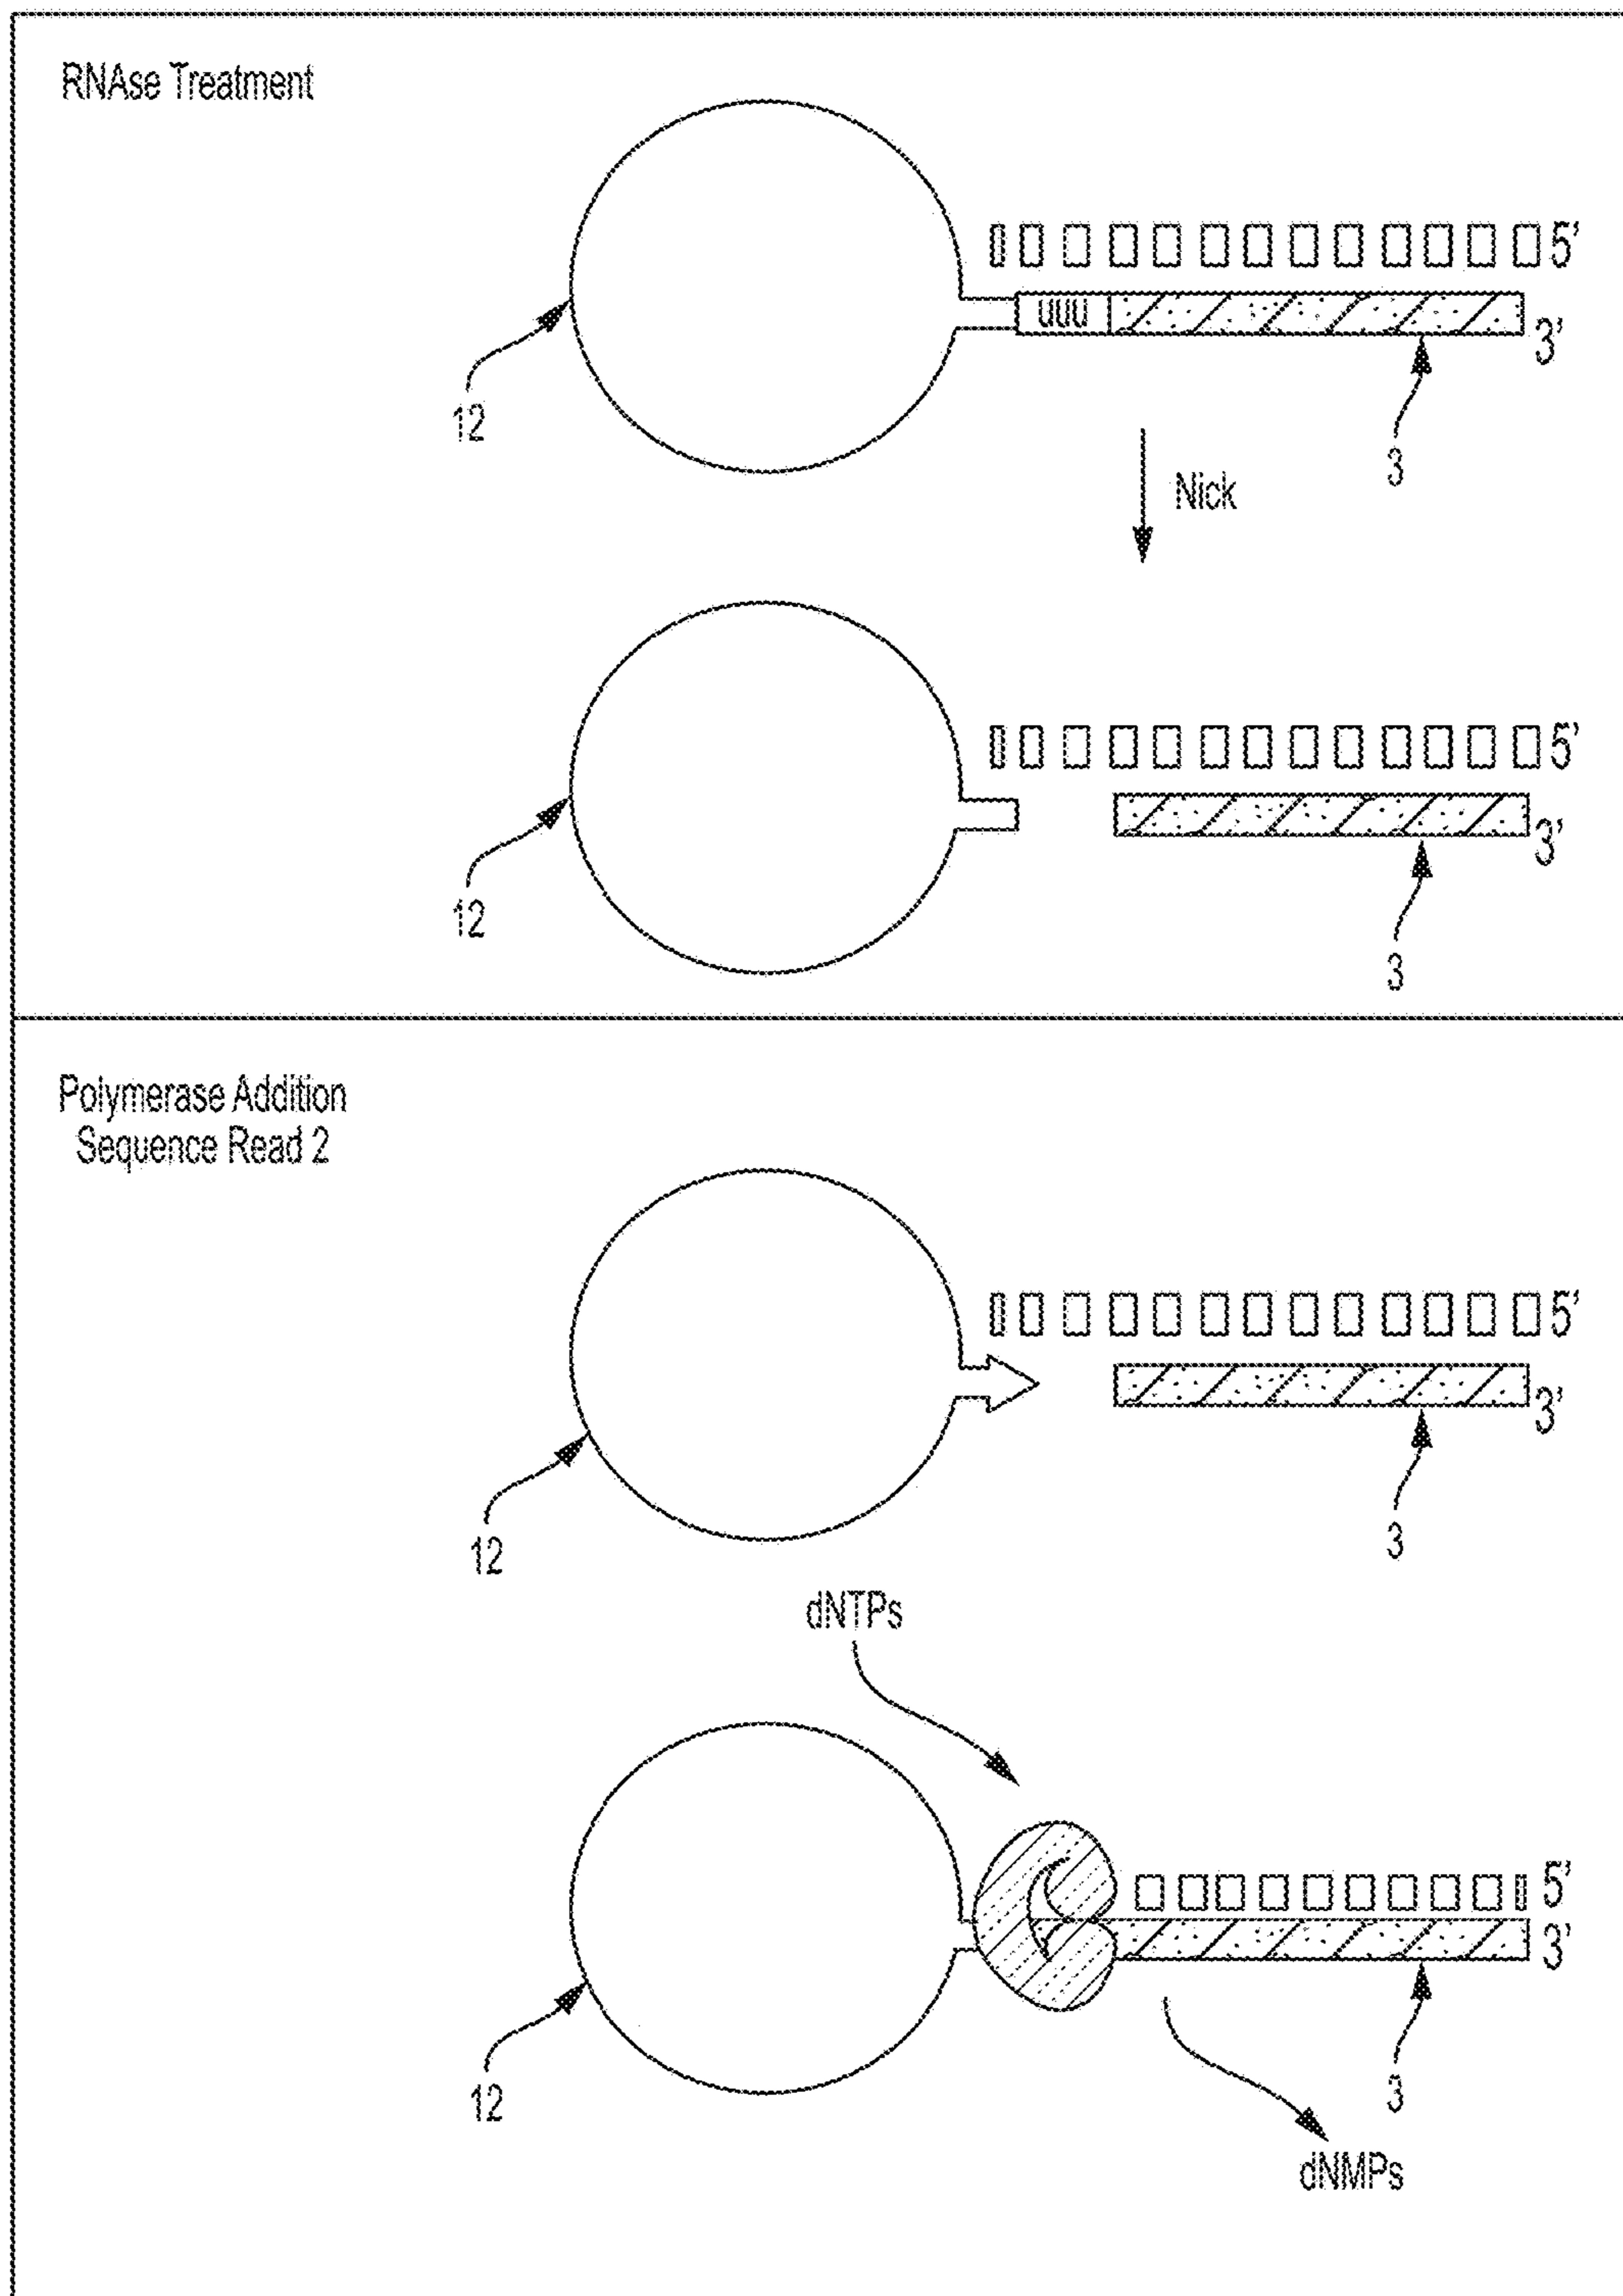 RNAse Treatment
5'
uuu
3'
12
3
Nick
5'
3'
12
3
Polymerase Addition
Sequence Read 2
5'
3'
12
3
dNTPs
5'
3'
12
3
dNMPs